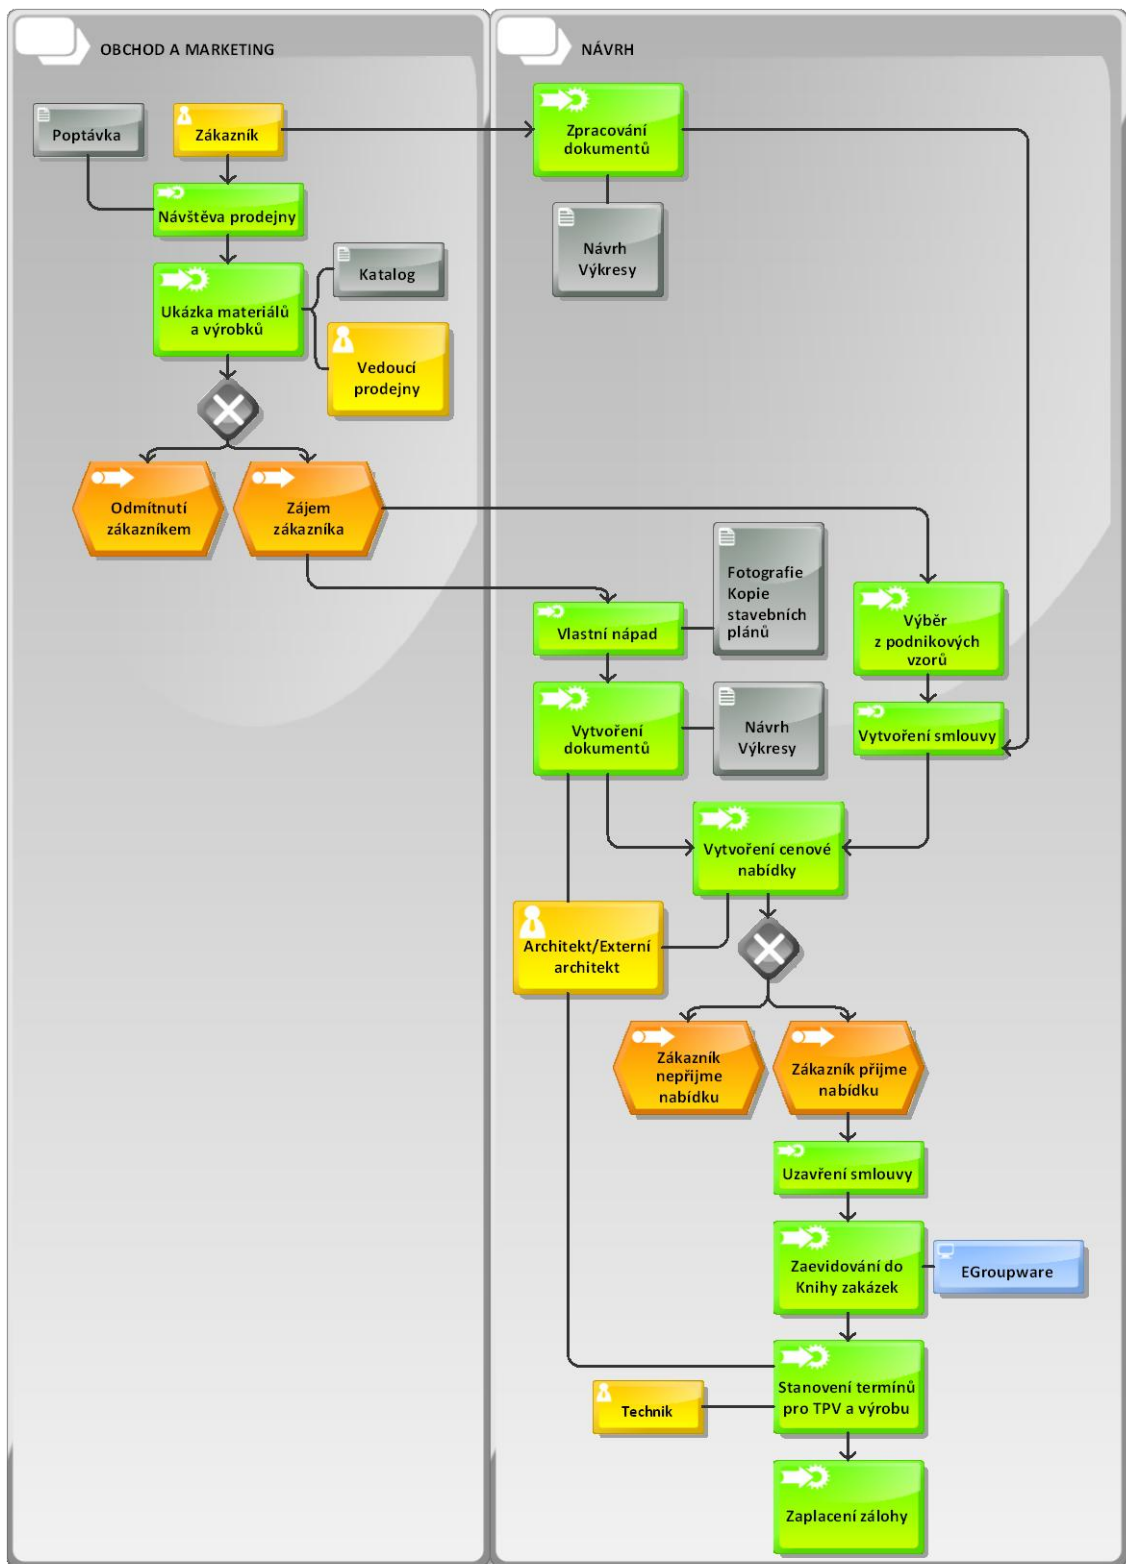 OBCHOD A MARKETING
Poptávka
Zákazník
Návštěva prodejny
Ukázka materiálů
a výrobků
Katalog
Vedoucí
prodejny
Odmítnutí
zákazníkem
Zájem
zákazníka
NÁVRH
Zpracování
dokumentů
Návrh
Výkresy
Fotografie
Kopie
stavebních
plánů
Vlastní nápad
Výběr
z podnikových
vzorů
Vytvoření
dokumentů
Návrh
Výkresy
Vytvoření smlouvy
Vytvoření cenové
nabídky
Architekt/Externí
architekt
Zákazník
nepřijme
nabídku
Zákazník přijme
nabídku
Uzavření smlouvy
Zaevidování do
Knihy zakázek
EGroupware
Stanovení termínů
pro TPV a výrobu
Technik
Zaplacení zálohy